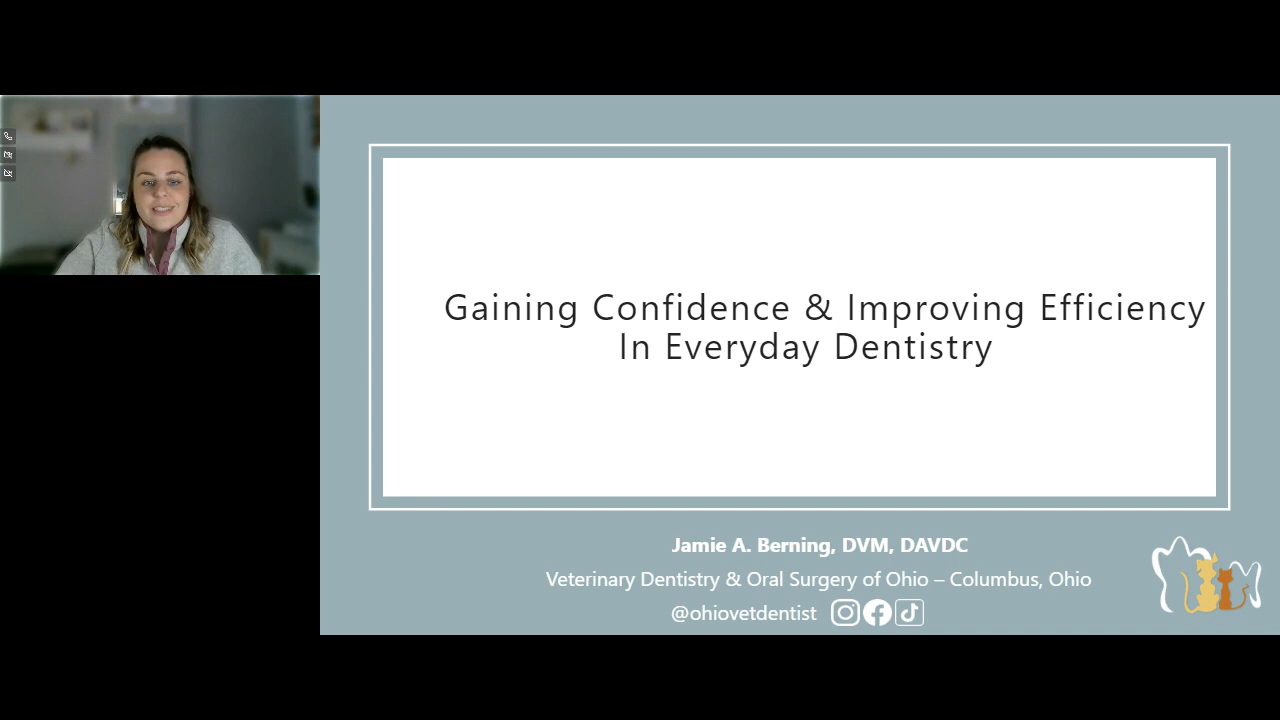 Gaining Confidence & Improving Efficiency
In Everyday Dentistry
Jamie A. Berning, DVM, DAVDC
Veterinary Dentistry & Oral Surgery of Ohio – Columbus, Ohio
@ohiovetdentist